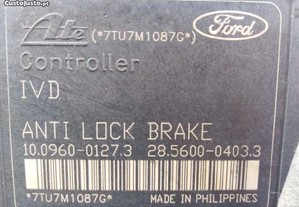 CustoJusto.pt
Ate (*7TU7M1087G*) Ford
Controller
IVD
ANTI LOCK BRAKE
10.0960-0127.3 28.5600-0403.3
*7TU7M1087G* MADE IN PHILIPPINES